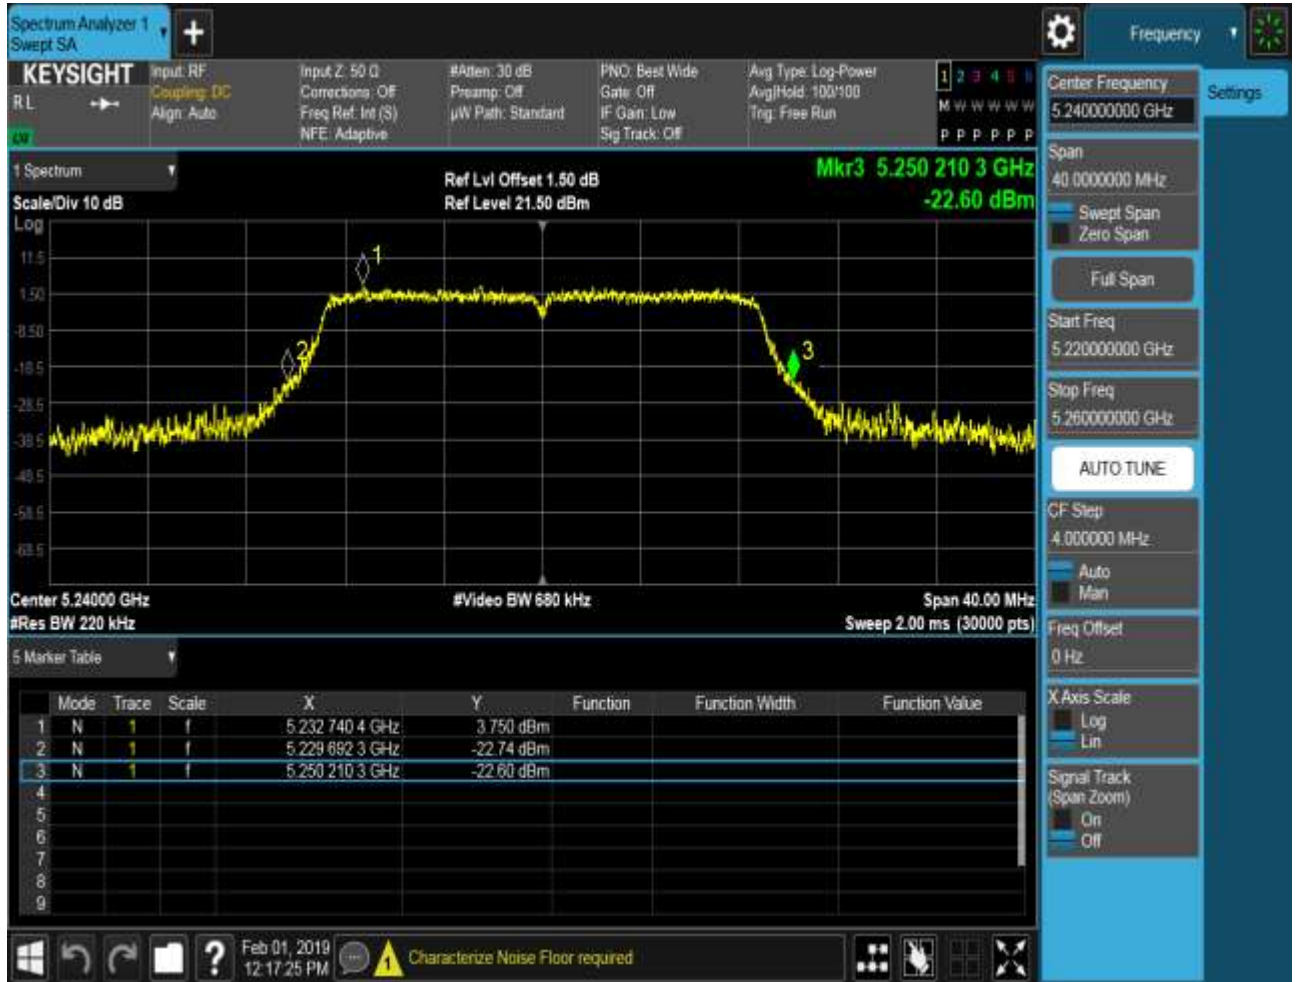 Spectrum Analyzer 1
Swept SA
+
Frequency
KEYSIGHT
RL
Input: RF
Coupling: DC
Align: Auto
Input Z: 50 Ω
Corrections: Off
Freq Ref: Int (S)
NFE: Adaptive
#Atten: 30 dB
Preamp: Off
µW Path: Standard
PNO: Best Wide
Gate: Off
IF Gain: Low
Sig Track: Off
Avg Type: Log-Power
Avg|Hold: 100/100
Trig: Free Run
1 2 3 4 5 6
M W W W W W
P P P P P P
1 Spectrum
Scale/Div 10 dB
Ref Lvl Offset 1.50 dB
Ref Level 21.50 dBm
Mkr3 5.250 210 3 GHz
-22.60 dBm
Log
11.5
1.50
-8.50
-18.5
-28.5
-38.5
-48.5
-58.5
-68.5
1
2
3
Center 5.24000 GHz
#Video BW 680 kHz
Span 40.00 MHz
#Res BW 220 kHz
Sweep 2.00 ms (30000 pts)
5 Marker Table
Mode Trace Scale X Y Function Function Width Function Value
1 N 1 f 5.232 740 4 GHz 3.750 dBm
2 N 1 f 5.229 692 3 GHz -22.74 dBm
3 N 1 f 5.250 210 3 GHz -22.60 dBm
4
5
6
7
8
9
Center Frequency
5.240000000 GHz
Settings
Span
40.0000000 MHz
Swept Span
Zero Span
Full Span
Start Freq
5.220000000 GHz
Stop Freq
5.260000000 GHz
AUTO TUNE
CF Step
4.000000 MHz
Auto
Man
Freq Offset
0 Hz
X Axis Scale
Log
Lin
Signal Track
(Span Zoom)
On
Off
?
Feb 01, 2019
12:17:25 PM
1
Characterize Noise Floor required